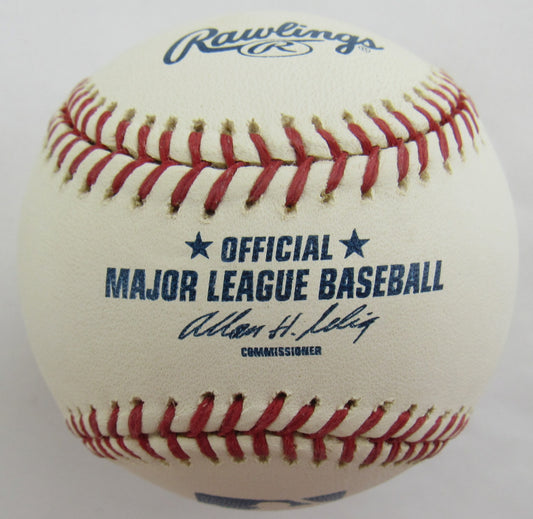 Rawlings
R
®
★ OFFICIAL ★
MAJOR LEAGUE BASEBALL
Allan H. Selig
COMMISSIONER